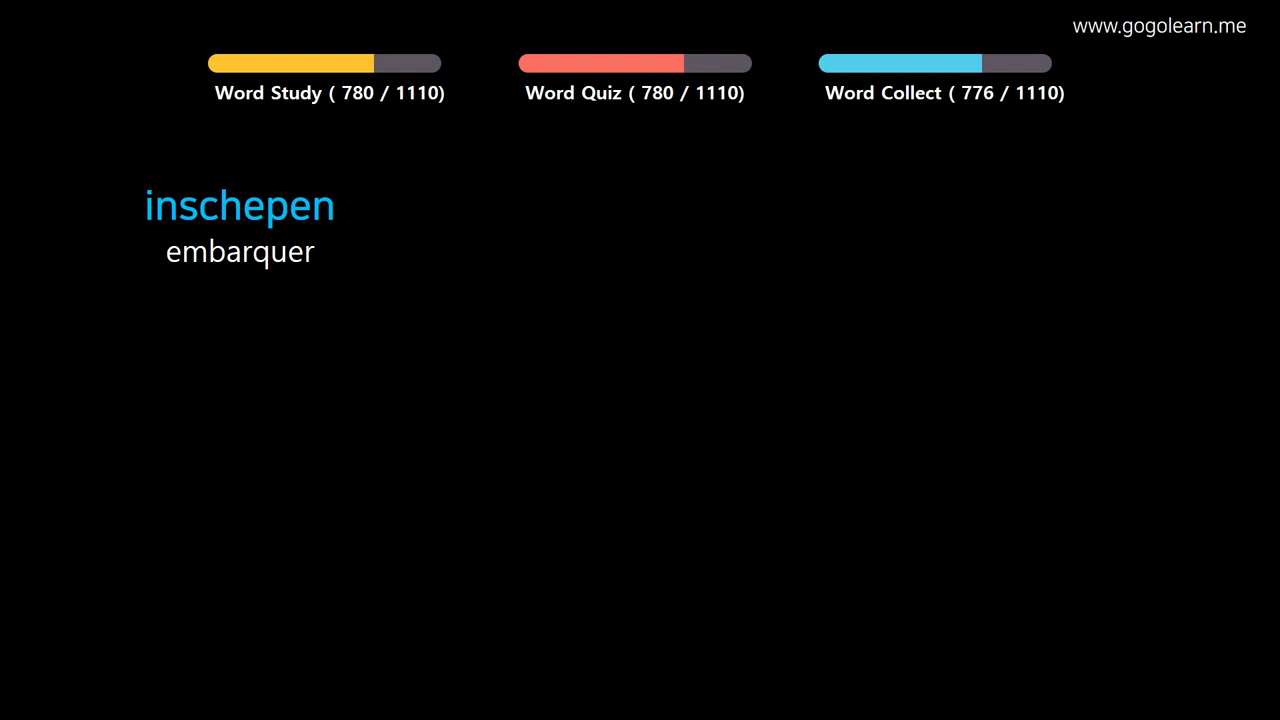 www.gogolearn.me
Word Study ( 780 / 1110)
Word Quiz ( 780 / 1110)
Word Collect ( 776 / 1110)
inschepen
embarquer